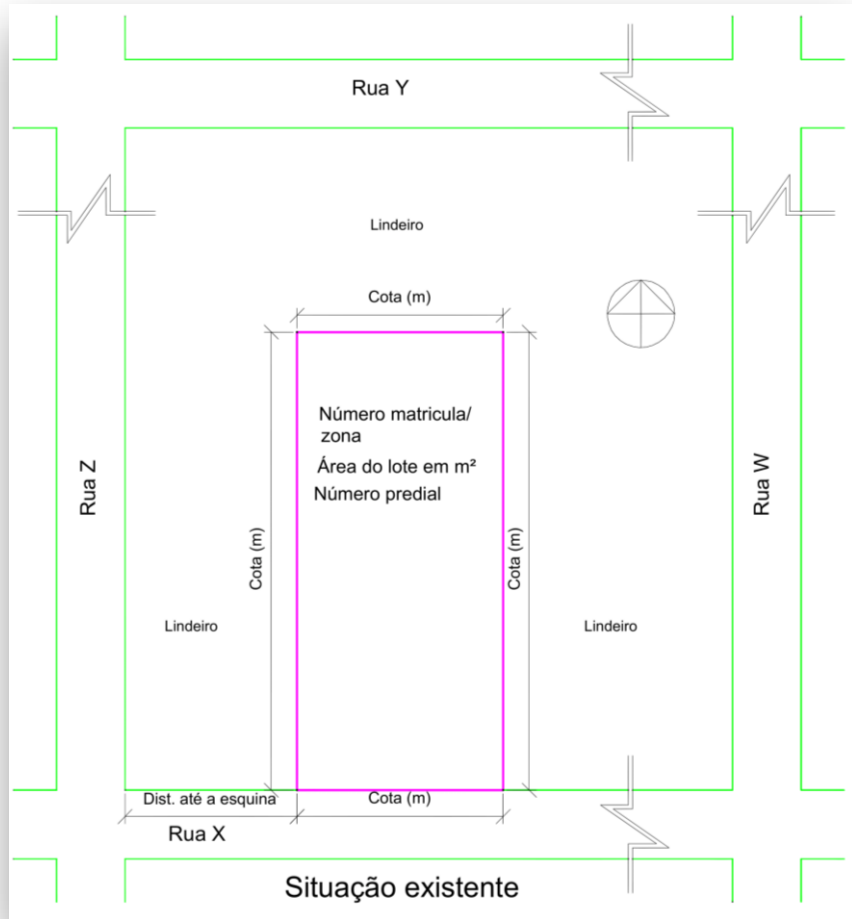 Rua Y
Lindeiro
Cota (m)
Número matricula/
zona
Área do lote em m²
Número predial
Rua Z
Rua W
Cota (m)
Cota (m)
Lindeiro
Lindeiro
Dist. até a esquina
Cota (m)
Rua X
Situação existente